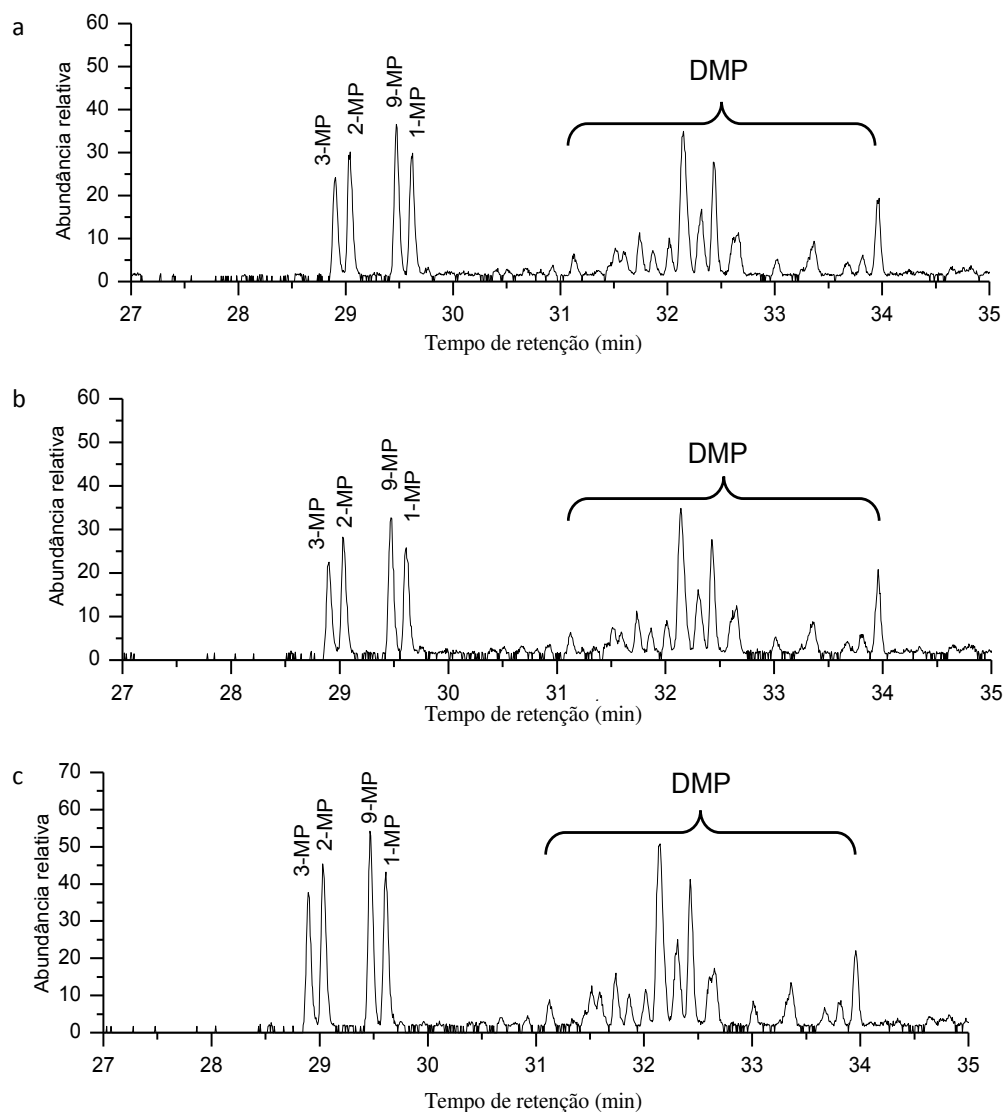 a
60
50
40
30
20
10
0
Abundância relativa
3-MP
2-MP
9-MP
1-MP
DMP
27 28 29 30 31 32 33 34 35
Tempo de retenção (min)
b
60
50
40
30
20
10
0
Abundância relativa
3-MP
2-MP
9-MP
1-MP
DMP
27 28 29 30 31 32 33 34 35
Tempo de retenção (min)
c
70
60
50
40
30
20
10
0
Abundância relativa
3-MP
2-MP
9-MP
1-MP
DMP
27 28 29 30 31 32 33 34 35
Tempo de retenção (min)